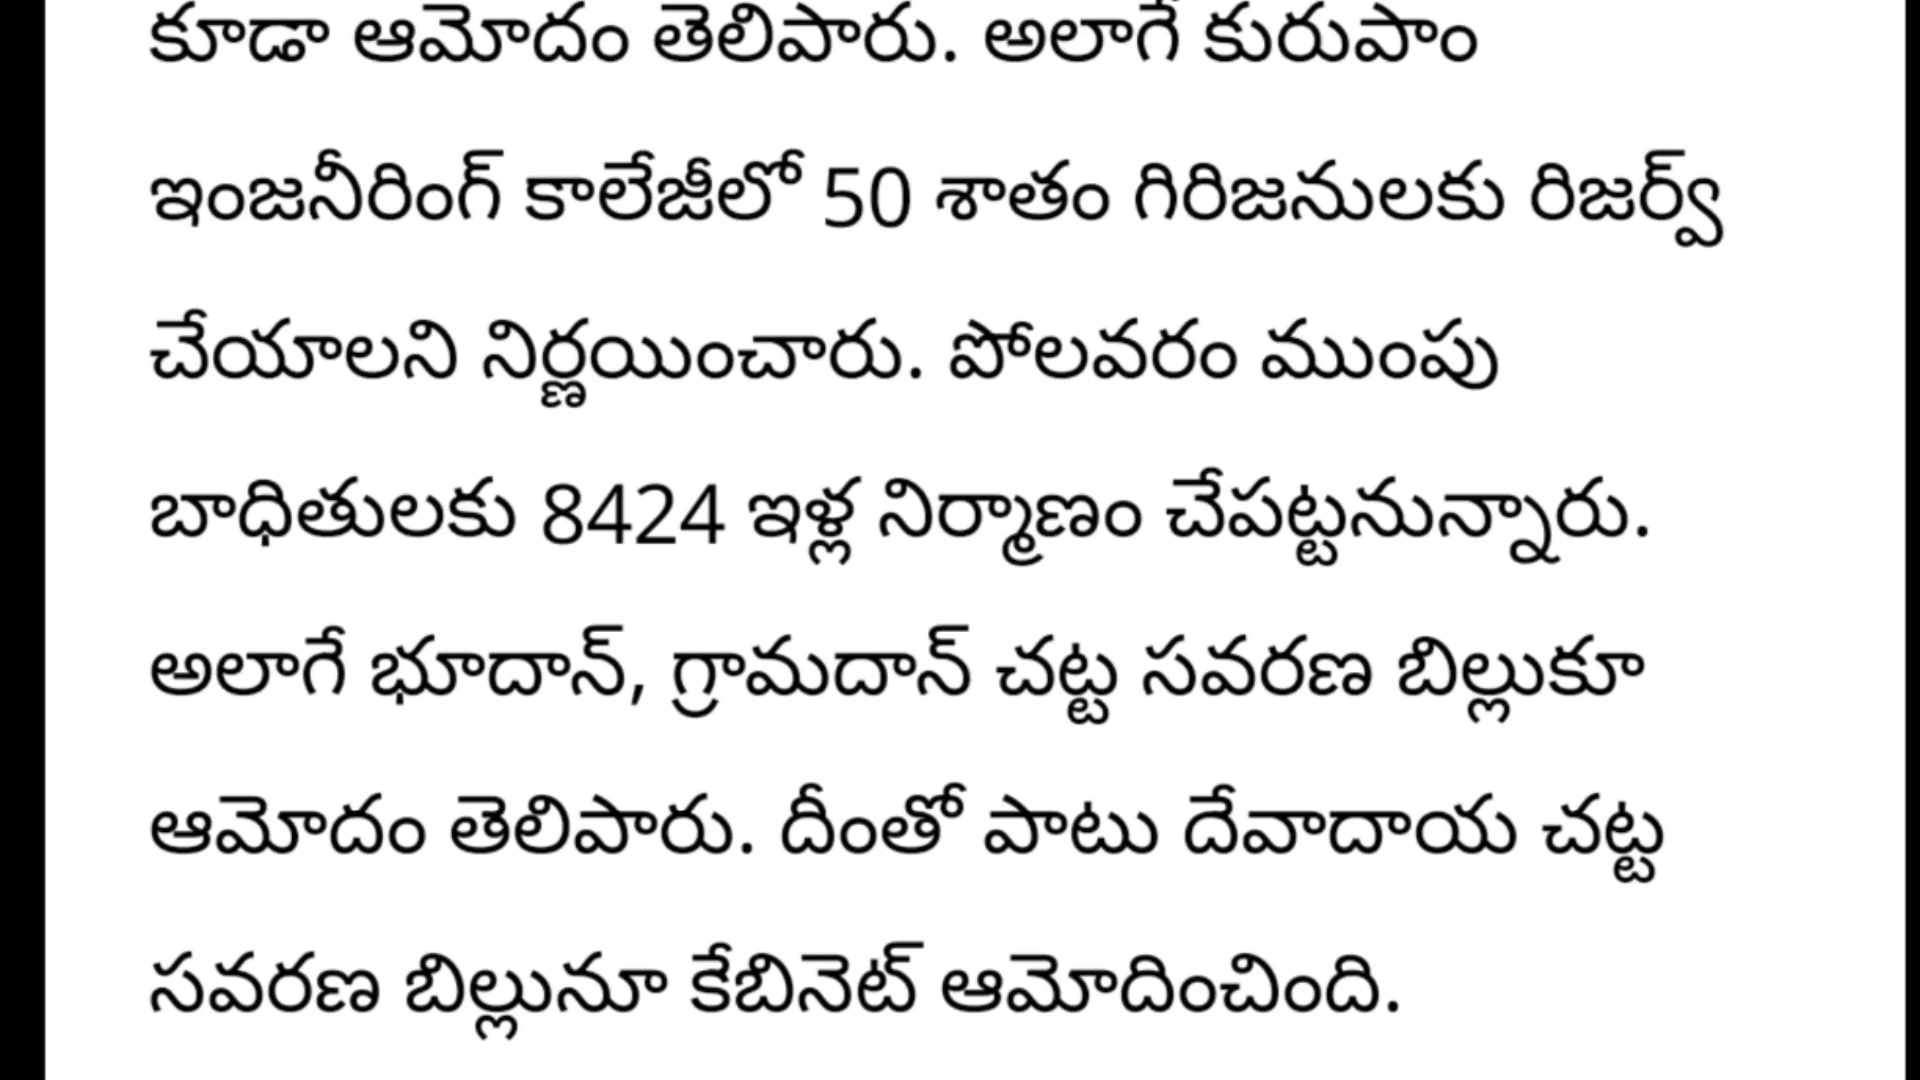 కూడా ఆమోదం తెలిపారు. అలాగే కురుపాం
ఇంజనీరింగ్ కాలేజీలో 50 శాతం గిరిజనులకు రిజర్వ్
చేయాలని నిర్ణయించారు. పోలవరం ముంపు
బాధితులకు 8424 ఇళ్ల నిర్మాణం చేపట్టనున్నారు.
అలాగే భూదాన్, గ్రామదాన్ చట్ట సవరణ బిల్లుకూ
ఆమోదం తెలిపారు. దీంతో పాటు దేవాదాయ చట్ట
సవరణ బిల్లునూ కేబినెట్ ఆమోదించింది.